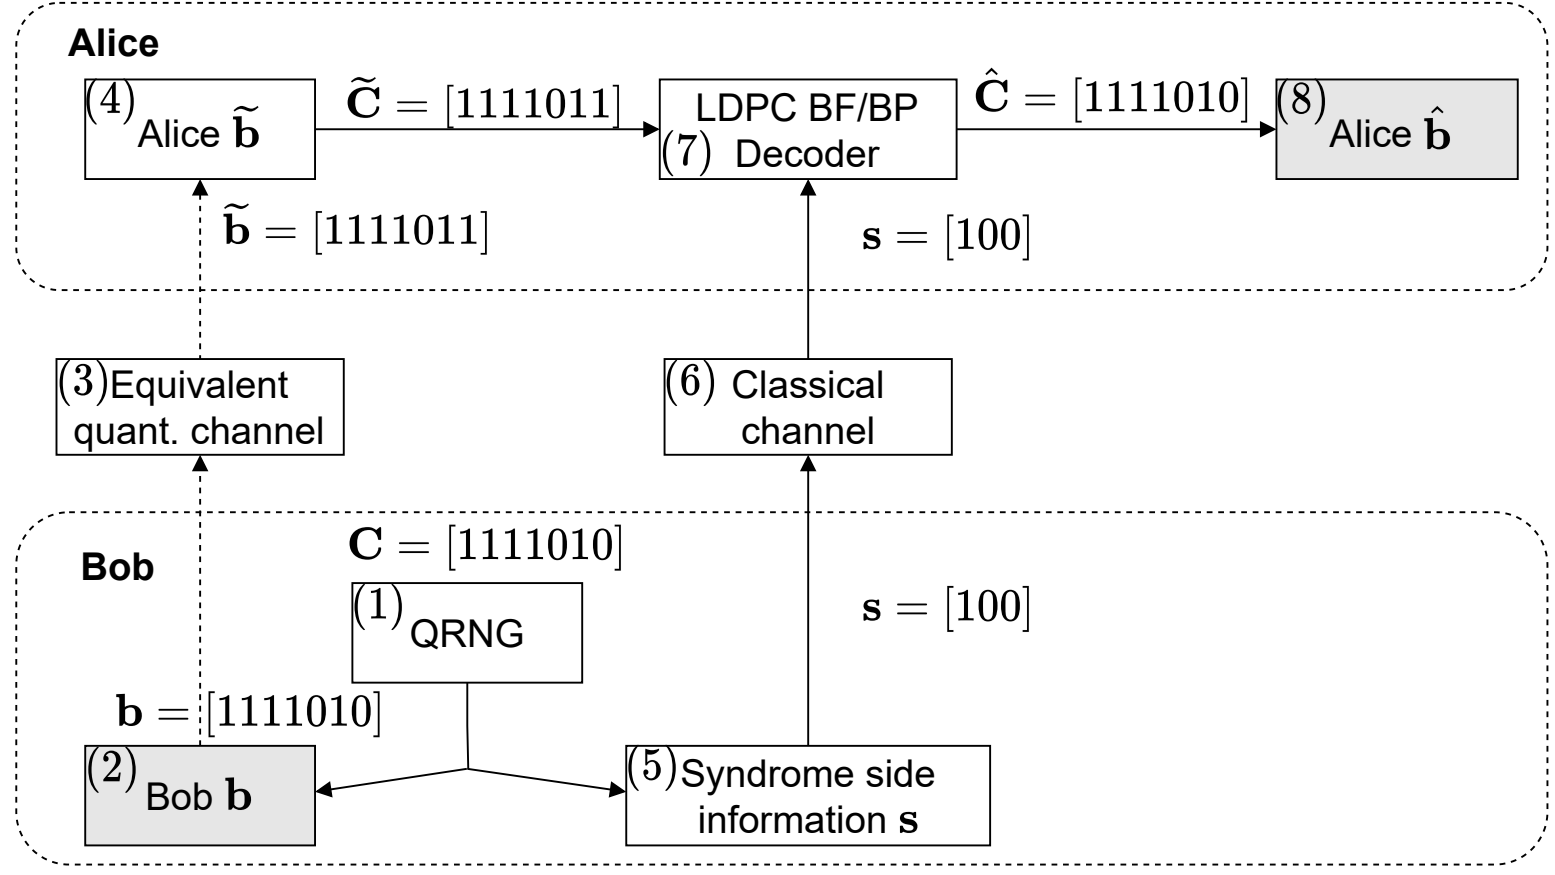 Alice
(4) Alice b̃
C̃ = [1111011]
LDPC BF/BP
(7) Decoder
Ĉ = [1111010]
(8) Alice b̂
b̃ = [1111011]
s = [100]
(3) Equivalent
quant. channel
(6) Classical
channel
Bob
C = [1111010]
(1) QRNG
s = [100]
b = [1111010]
(2) Bob b
(5) Syndrome side
information s